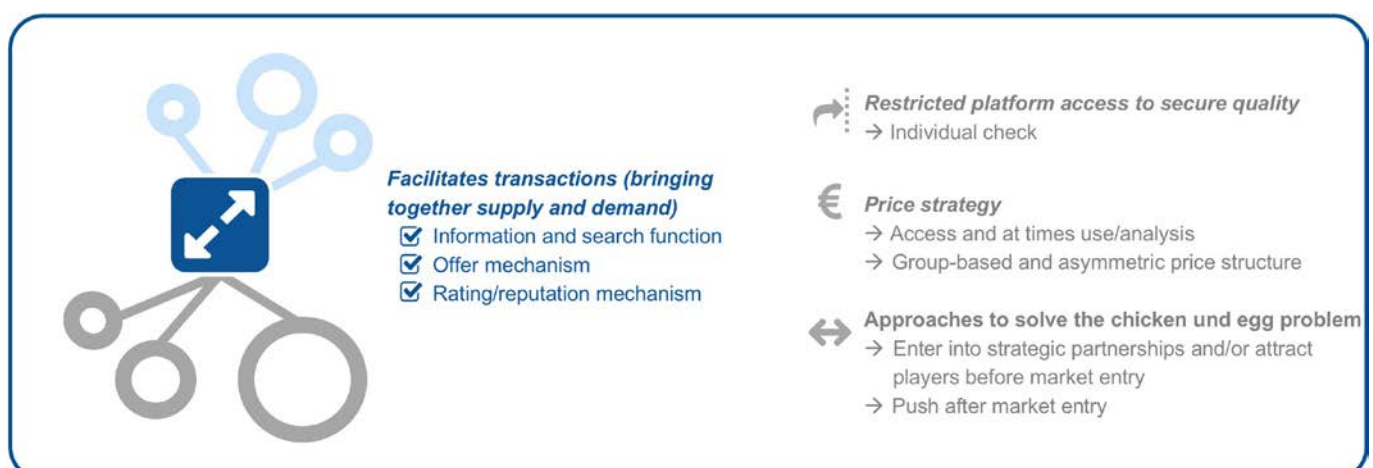 Facilitates transactions (bringing
together supply and demand)
Information and search function
Offer mechanism
Rating/reputation mechanism
Restricted platform access to secure quality
→ Individual check
€ Price strategy
→ Access and at times use/analysis
→ Group-based and asymmetric price structure
Approaches to solve the chicken und egg problem
→ Enter into strategic partnerships and/or attract
players before market entry
→ Push after market entry